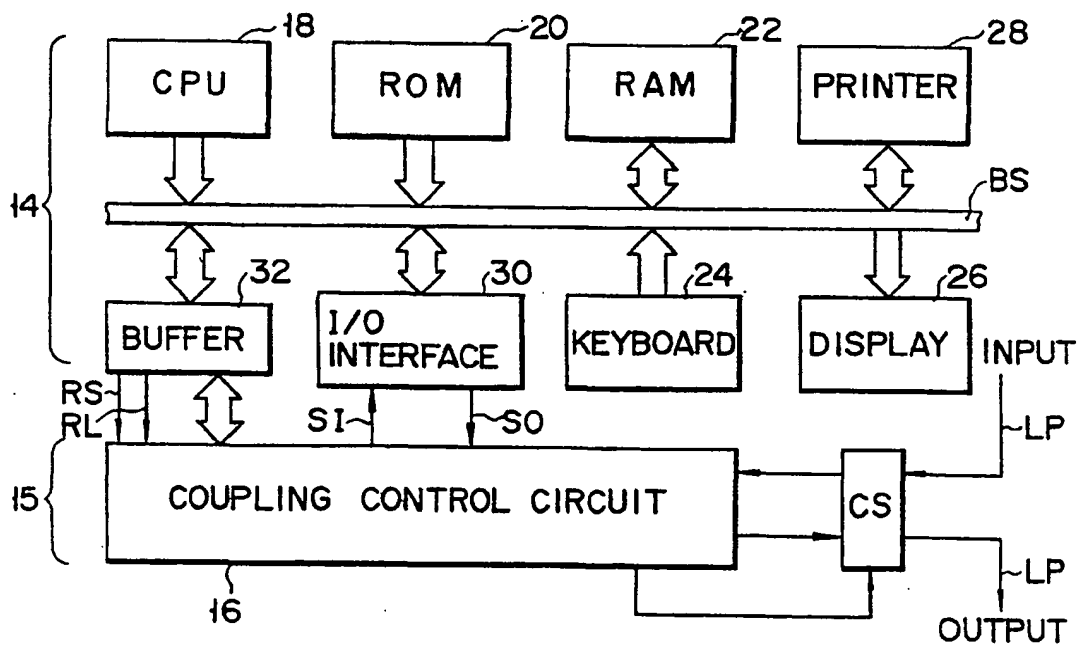 18
20
22
28
CPU
ROM
RAM
PRINTER
BS
14
32
30
24
26
BUFFER
I/O
INTERFACE
KEYBOARD
DISPLAY
INPUT
RS
RL
SI
SO
LP
15
COUPLING CONTROL CIRCUIT
CS
LP
16
OUTPUT